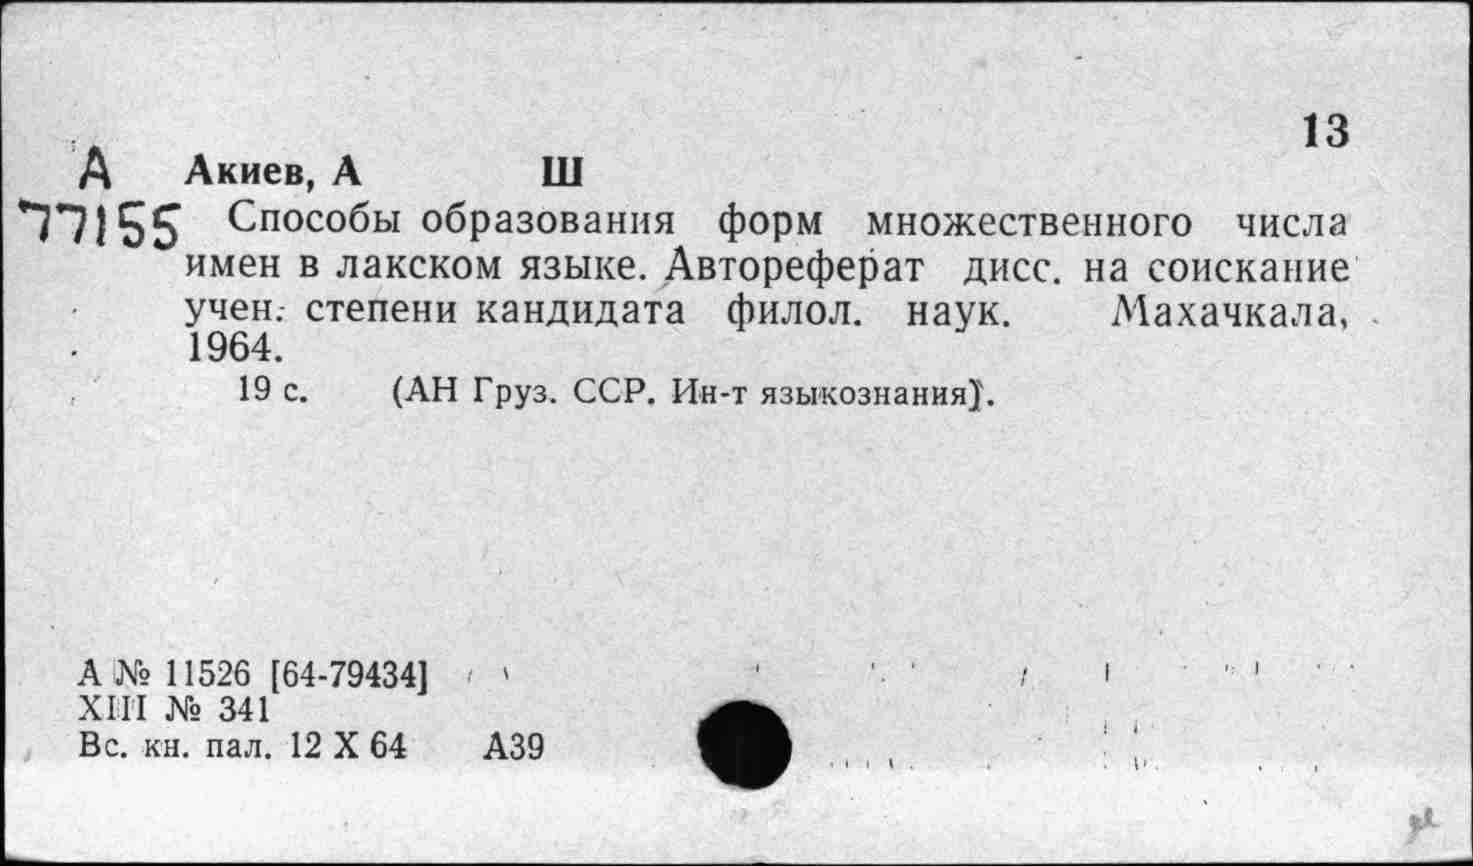 13
А Акиев, А Ш
77155 Способы образования форм множественного числа
имен в лакском языке. Автореферат дисс. на соискание
учен. степени кандидата филол. наук. Махачкала,
1964.
19 с. (АН Груз. ССР. Ин-т языкознания).
А № 11526 [64-79434]
XIII № 341
Вс. кн. пал. 12 X 64 А39